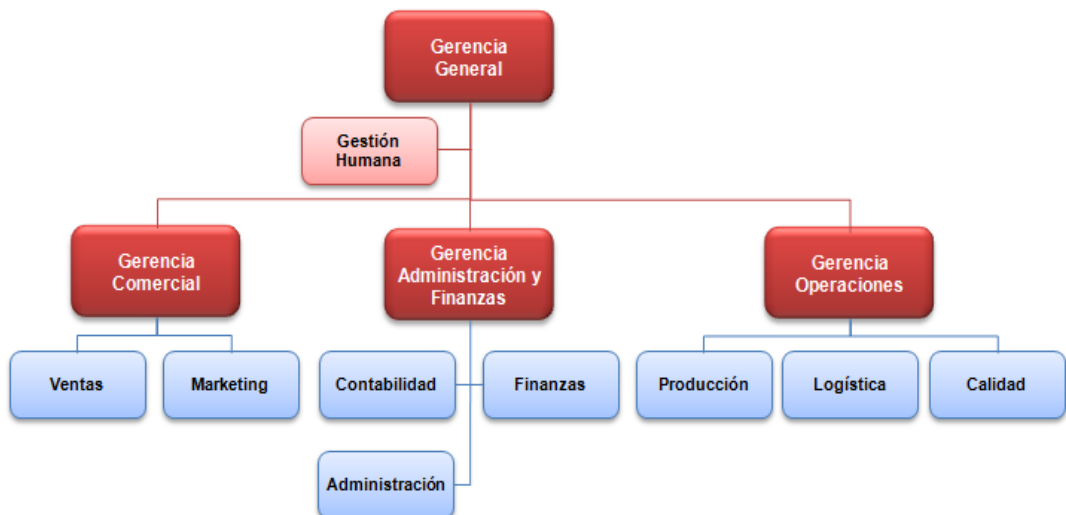 Gerencia
General
Gestión
Humana
Gerencia
Comercial
Gerencia
Administración y
Finanzas
Gerencia
Operaciones
Ventas
Marketing
Contabilidad
Finanzas
Producción
Logística
Calidad
Administración